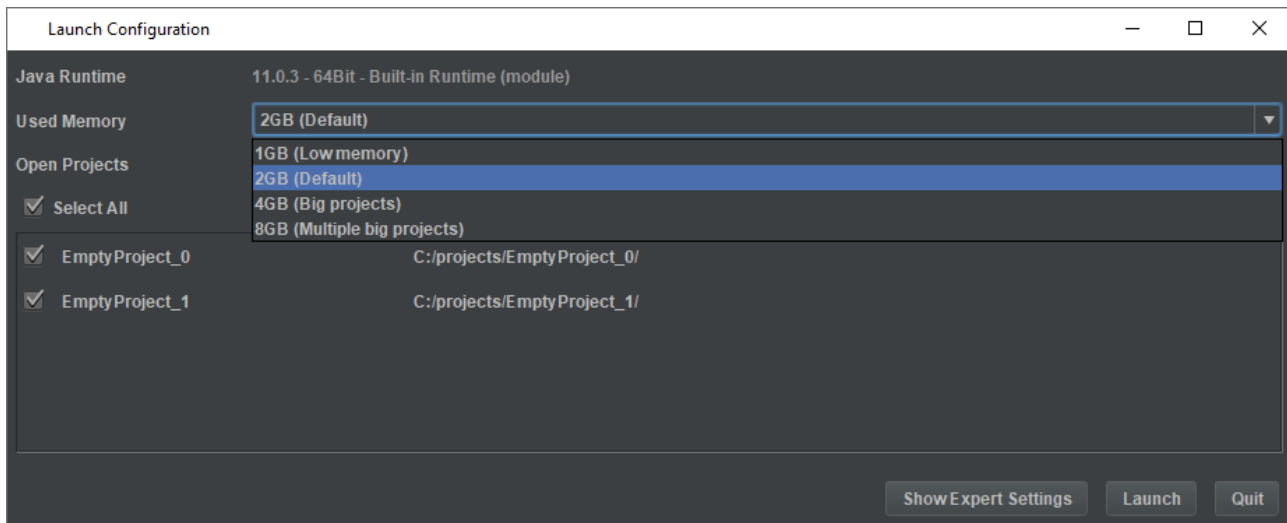 Launch Configuration
Java Runtime 11.0.3 - 64Bit - Built-in Runtime (module)
Used Memory 2GB (Default)
1GB (Low memory)
Open Projects
2GB (Default)
Select All 4GB (Big projects)
8GB (Multiple big projects)
EmptyProject_0 C:/projects/EmptyProject_0/
EmptyProject_1 C:/projects/EmptyProject_1/
Show Expert Settings Launch Quit